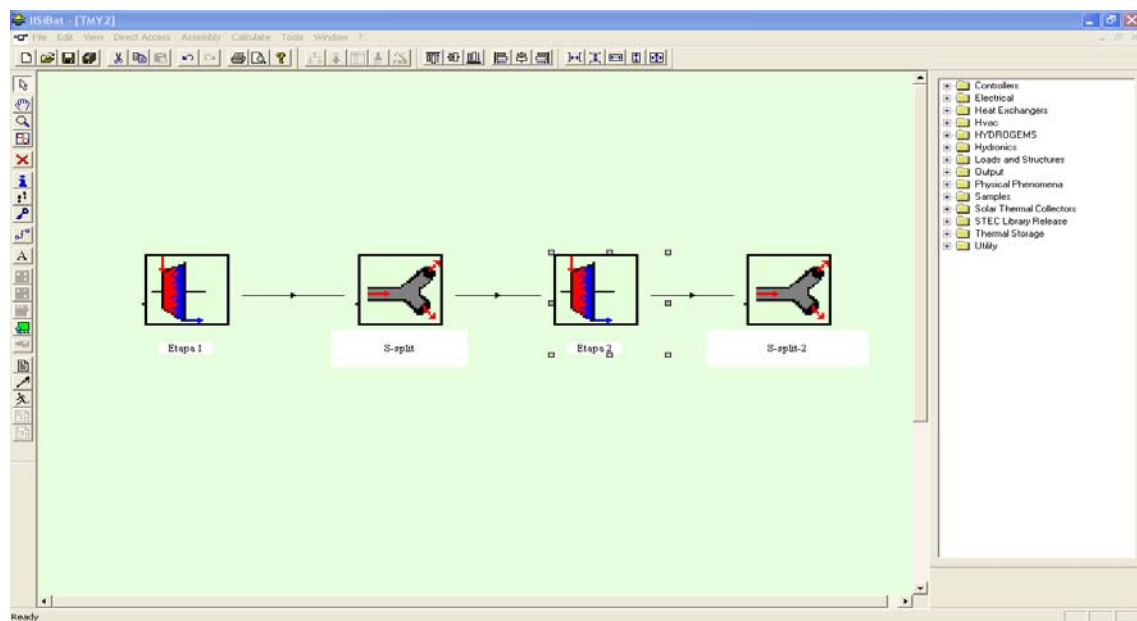 IISiBat - [TMY2]
File Edit View Direct Access Assembly Calculate Tools Window ?
Controllers
Electrical
Heat Exchangers
Hvac
HYDROGEMS
Hydronics
Loads and Structures
Output
Physical Phenomena
Samples
Solar Thermal Collectors
STEC Library Release
Thermal Storage
Utility
Etapa 1
S-split
Etapa 2
S-split-2
Ready